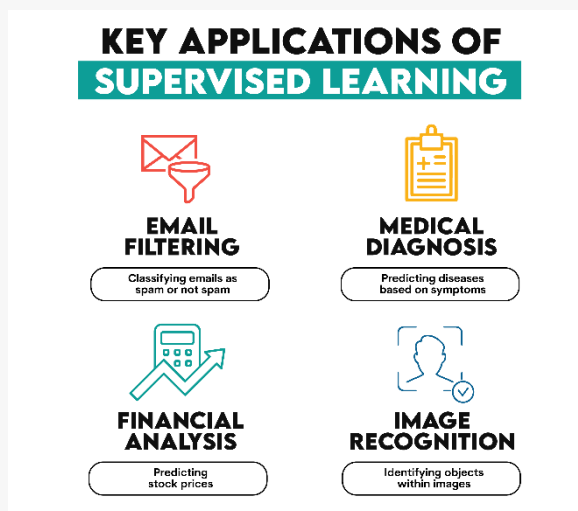 KEY APPLICATIONS OF
SUPERVISED LEARNING
EMAIL
FILTERING
Classifying emails as
spam or not spam
MEDICAL
DIAGNOSIS
Predicting diseases
based on symptoms
FINANCIAL
ANALYSIS
Predicting
stock prices
IMAGE
RECOGNITION
Identifying objects
within images